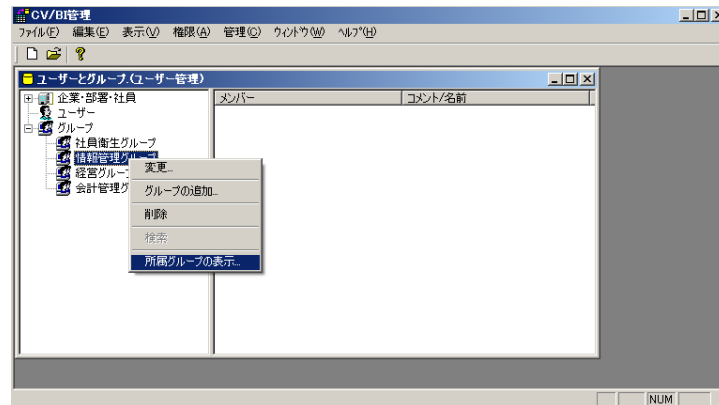 CV/BI管理
ファイル(F) 編集(E) 表示(V) 権限(A) 管理(C) ウィンドウ(W) ヘルプ(H)
ユーザーとグループ.(ユーザー管理)
企業・部署・社員
ユーザー
グループ
社員衛生グループ
情報管理グループ
経営グルー
会計管理グ
メンバー コメント/名前
変更...
グループの追加...
削除
検索
所属グループの表示...
NUM